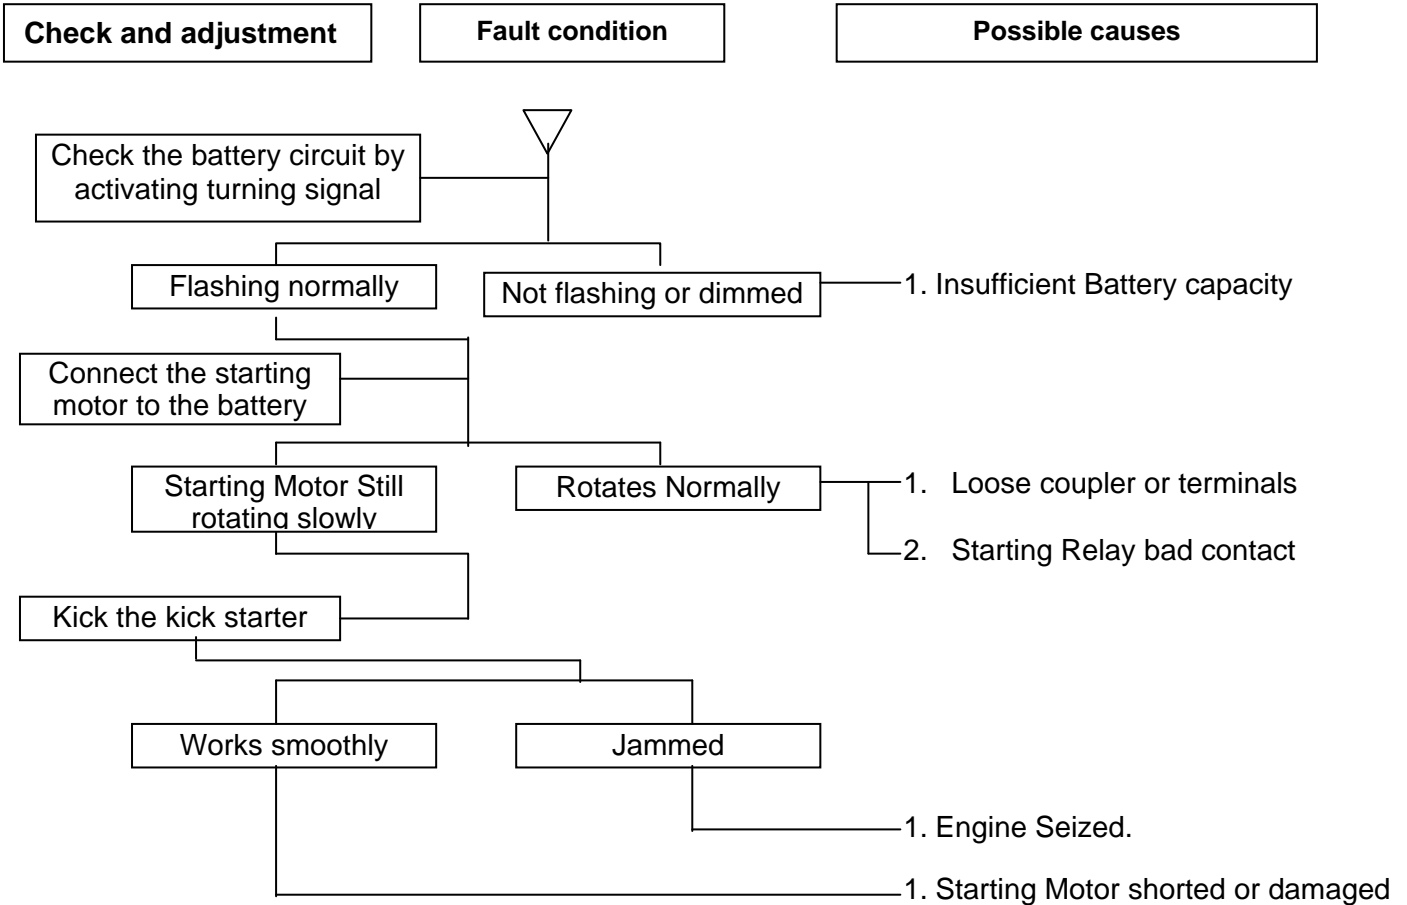 Check and adjustment
Fault condition
Possible causes
Check the battery circuit by
activating turning signal
Flashing normally
Not flashing or dimmed
1. Insufficient Battery capacity
Connect the starting
motor to the battery
Starting Motor Still
rotating slowly
Rotates Normally
1. Loose coupler or terminals
2. Starting Relay bad contact
Kick the kick starter
Works smoothly
Jammed
1. Engine Seized.
1. Starting Motor shorted or damaged